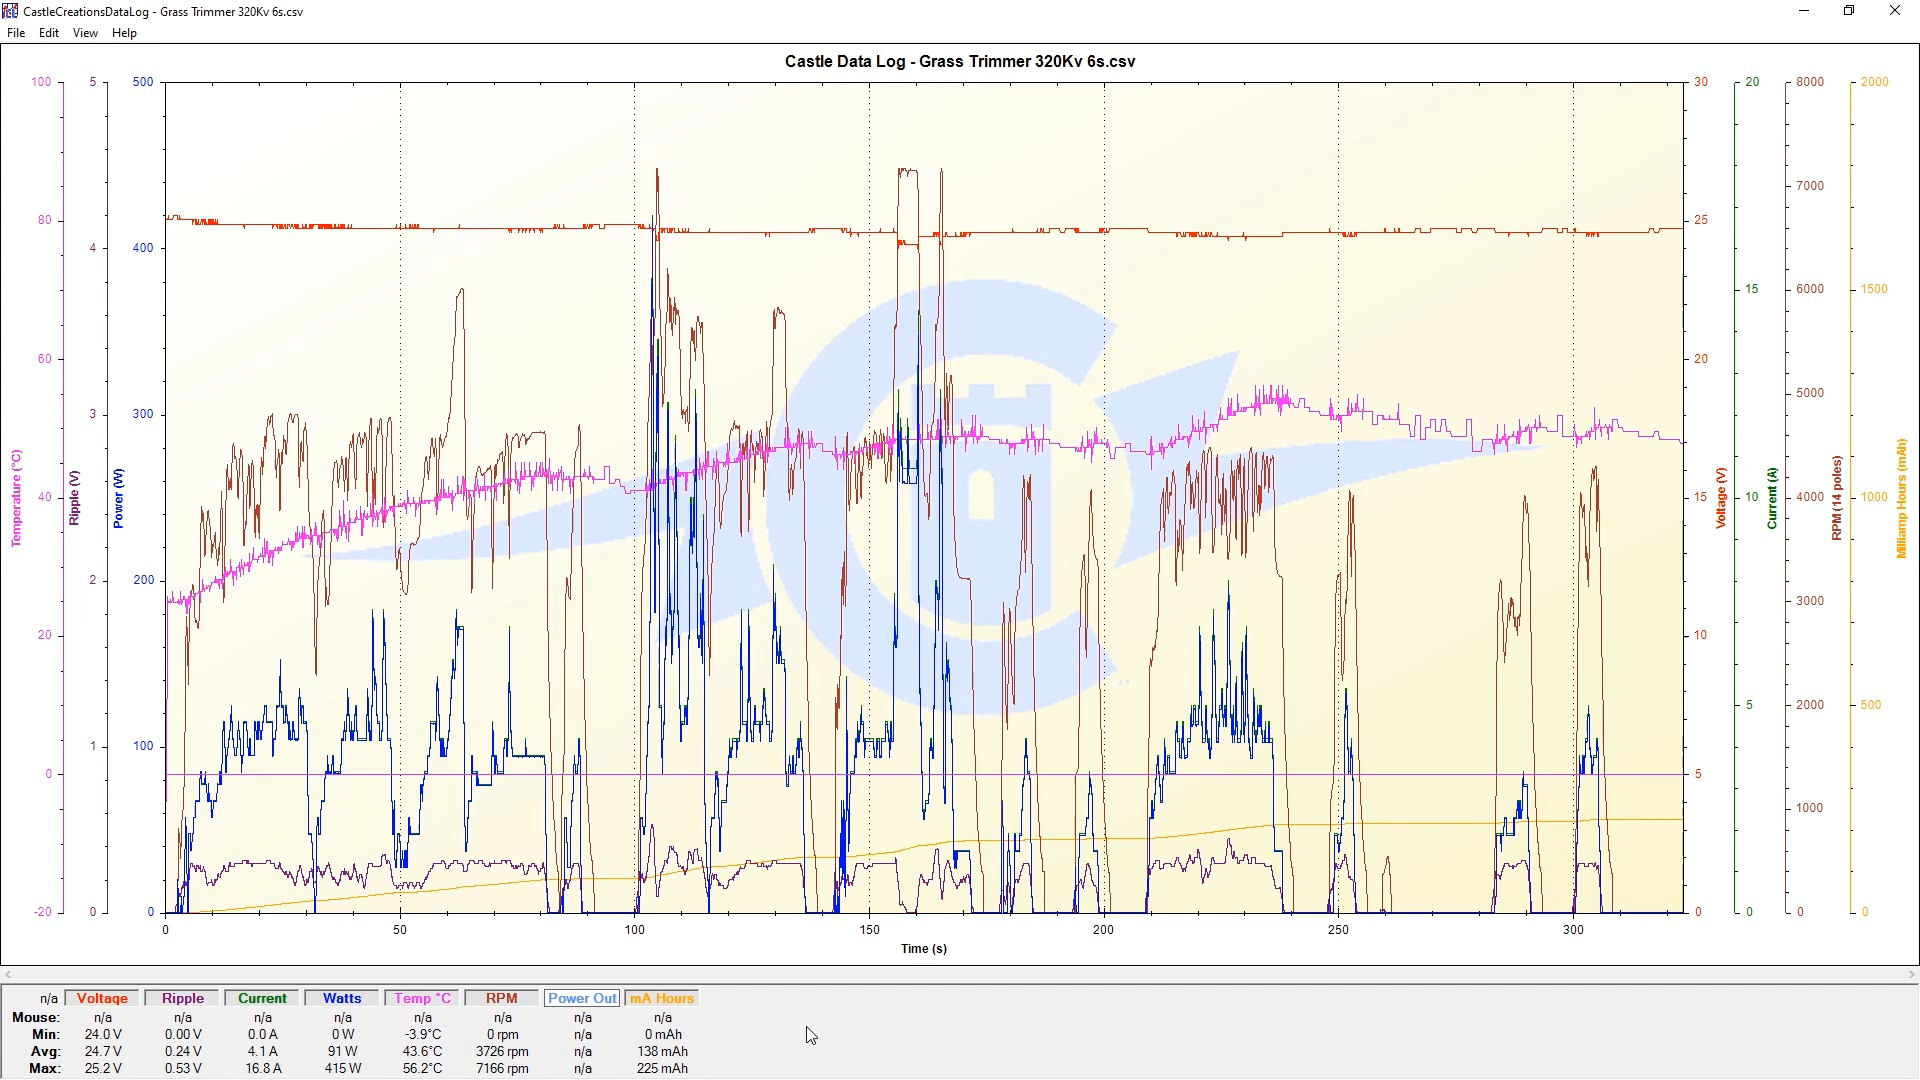 CastleCreationsDataLog - Grass Trimmer 320Kv 6s.csv
File Edit View Help
Castle Data Log - Grass Trimmer 320Kv 6s.csv
100 5 500 30 20 8000 2000
7000
80 4 400 25
15 6000 1500
60 20
3 300 5000
Temperature (°C) Ripple (V) Power (W) Voltage (V) Current (A) RPM (14 poles) Milliamp Hours (mAh)
40 15 10 4000 1000
2 200 3000
20 10
5 2000 500
1 100
0 5
1000
-20 0 0 0 0 0 0
0 50 100 150 200 250 300
Time (s)
n/a Voltage Ripple Current Watts Temp °C RPM Power Out mA Hours
Mouse: n/a n/a n/a n/a n/a n/a n/a n/a
Min: 24.0 V 0.00 V 0.0 A 0 W -3.9°C 0 rpm n/a 0 mAh
Avg: 24.7 V 0.24 V 4.1 A 91 W 43.6°C 3726 rpm n/a 138 mAh
Max: 25.2 V 0.53 V 16.8 A 415 W 56.2°C 7166 rpm n/a 225 mAh